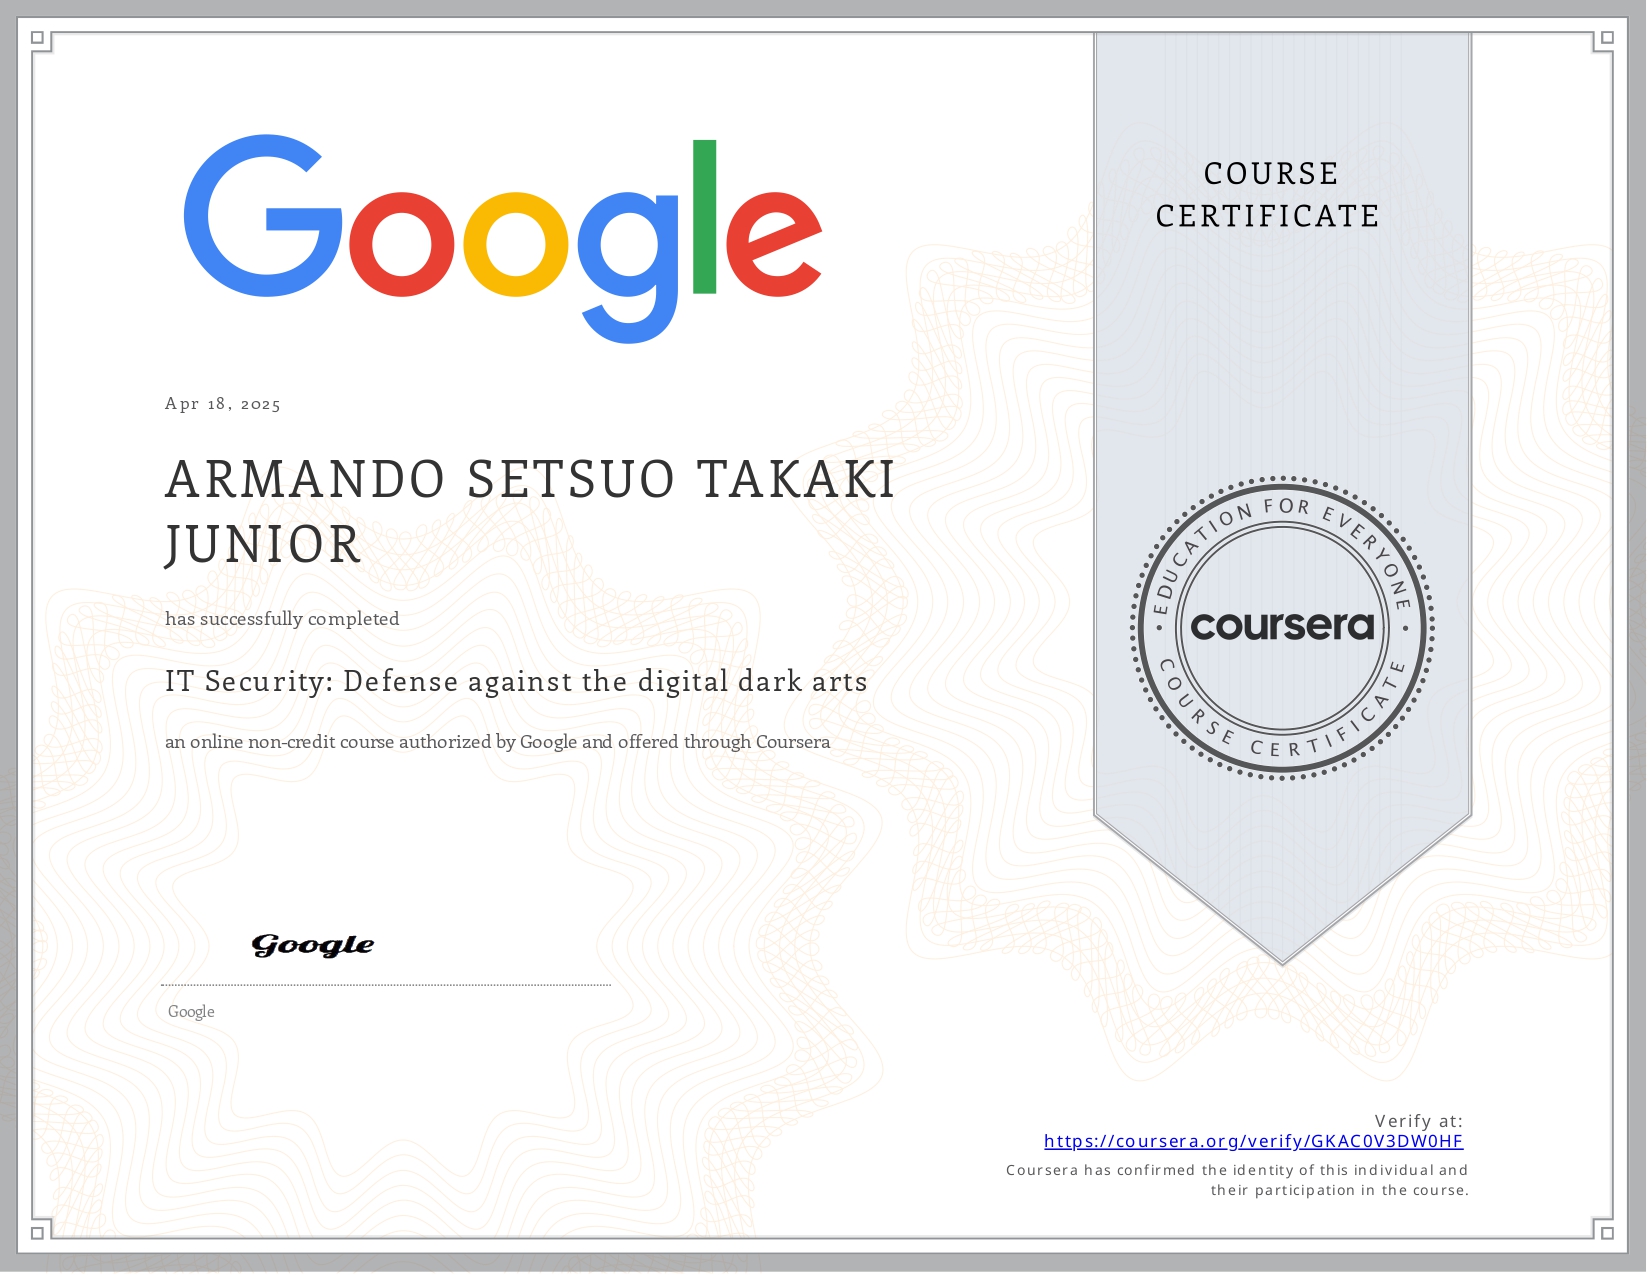 Google
Apr 18, 2025
ARMANDO SETSUO TAKAKI
JUNIOR
has successfully completed
IT Security: Defense against the digital dark arts
an online non-credit course authorized by Google and offered through Coursera
Google
Google
COURSE
CERTIFICATE
EDUCATION FOR EVERYONE
coursera
COURSE CERTIFICATE
Verify at:
https://coursera.org/verify/GKAC0V3DW0HF
Coursera has confirmed the identity of this individual and
their participation in the course.